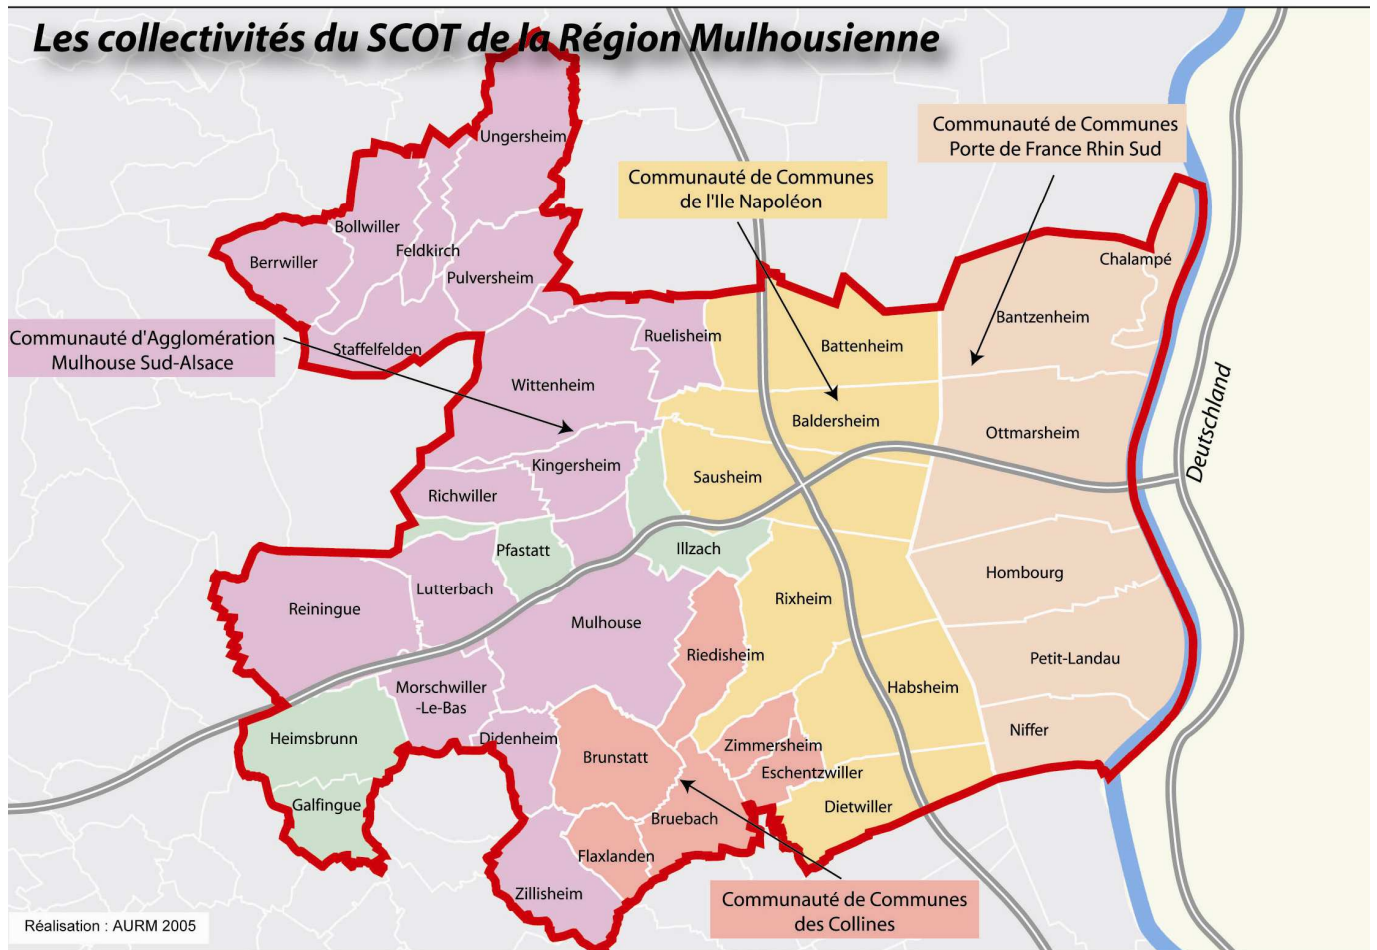 Les collectivités du SCOT de la Région Mulhousienne
Communauté de Communes
Porte de France Rhin Sud
Ungersheim
Communauté de Communes
de l'Ile Napoléon
Bollwiller
Feldkirch
Berrwiller
Pulversheim
Chalampé
Bantzenheim
Communauté d'Agglomération
Mulhouse Sud-Alsace
Staffelfelden
Ruelisheim
Battenheim
Wittenheim
Baldersheim
Ottmarsheim
Deutschland
Kingersheim
Sausheim
Richwiller
Pfastatt
Illzach
Hombourg
Lutterbach
Reiningue
Rixheim
Mulhouse
Riedisheim
Petit-Landau
Morschwiller
-Le-Bas
Habsheim
Niffer
Heimsbrunn
Didenheim
Brunstatt
Zimmersheim
Eschentzwiller
Galfingue
Dietwiller
Bruebach
Flaxlanden
Zillisheim
Communauté de Communes
des Collines
Réalisation : AURM 2005